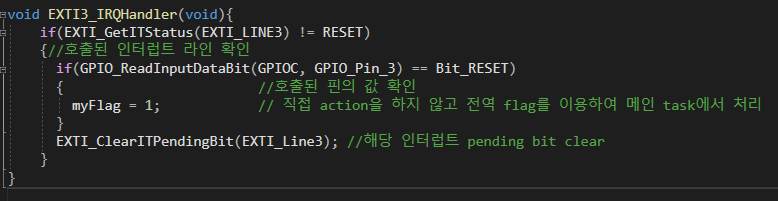 void EXTI3_IRQHandler(void){
if(EXTI_GetITStatus(EXTI_LINE3) != RESET)
{//호출된 인터럽트 라인 확인
if(GPIO_ReadInputDataBit(GPIOC, GPIO_Pin_3) == Bit_RESET)
{ //호출된 핀의 값 확인
myFlag = 1; // 직접 action을 하지 않고 전역 flag를 이용하여 메인 task에서 처리
}
EXTI_ClearITPendingBit(EXTI_Line3); //해당 인터럽트 pending bit clear
}
}